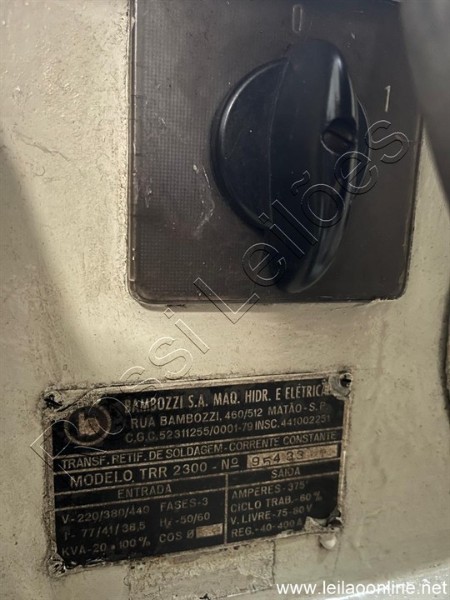 0
1
BAMBOZZI S.A. MAQ. HIDR. E ELÉTRICA
RUA BAMBOZZI, 460/512 MATÃO-S.P.
C.G.C. 52311255/0001-79 INSC. 441002251
TRANSF. RETIF. DE SOLDAGEM-CORRENTE CONSTANTE
MODELO TRR 2300 - Nº 95433
ENTRADA
V-220/380/440 FASES-3
I- 77/41/36,5 Hz-50/60
KVA-20 + 100% COS Ø
SAÍDA
AMPERES-375
CICLO TRAB.-60%
V. LIVRE-75-80 V
REG.-40-400 A
Rossi Leilões
www.leilaoonline.net